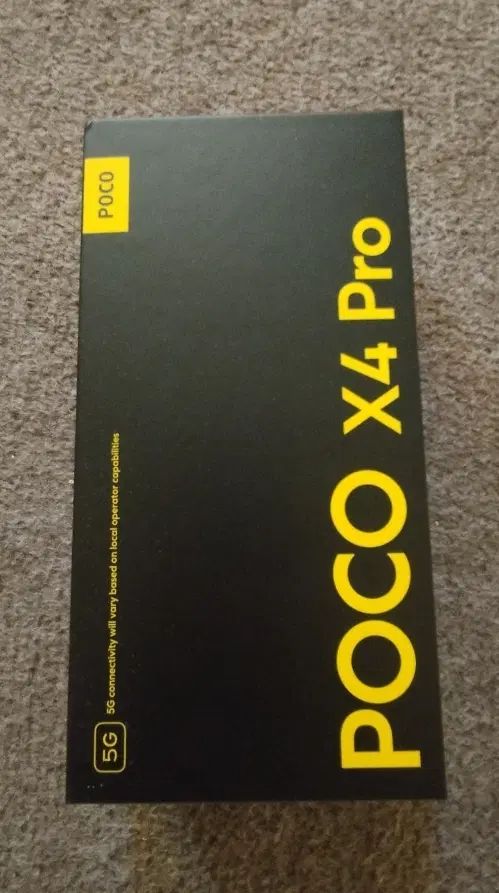 POCO
5G
5G connectivity will vary based on local operator capabilities
POCO X4 Pro